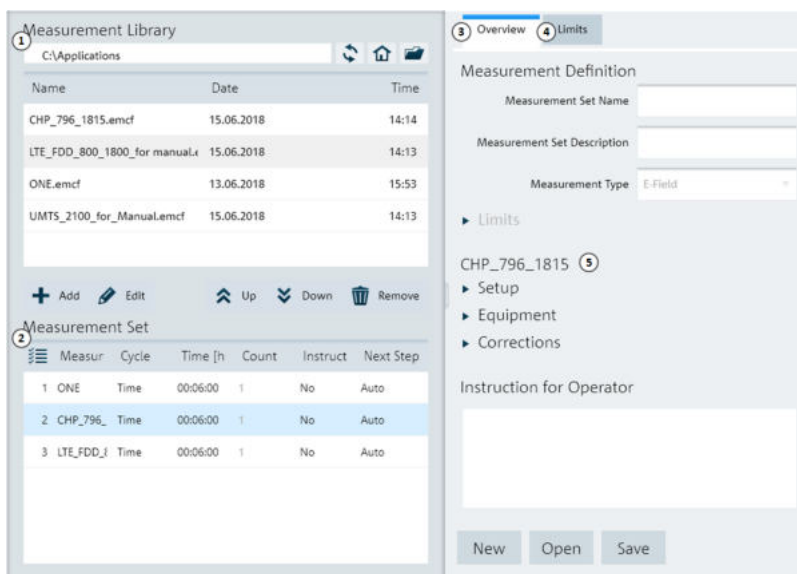 Measurement Library
1
C:\Applications
Name Date Time
CHP_796_1815.emcf 15.06.2018 14:14
LTE_FDD_800_1800_for manual.e 15.06.2018 14:13
ONE.emcf 13.06.2018 15:53
UMTS_2100_for_Manual.emcf 15.06.2018 14:13
Add Edit Up Down Remove
Measurement Set
2
Measur Cycle Time [h Count Instruct Next Step
1 ONE Time 00:06:00 1 No Auto
2 CHP_796_ Time 00:06:00 1 No Auto
3 LTE_FDD_ Time 00:06:00 1 No Auto
3 Overview 4 Limits
Measurement Definition
Measurement Set Name
Measurement Set Description
Measurement Type E-Field
Limits
CHP_796_1815 5
Setup
Equipment
Corrections
Instruction for Operator
New Open Save